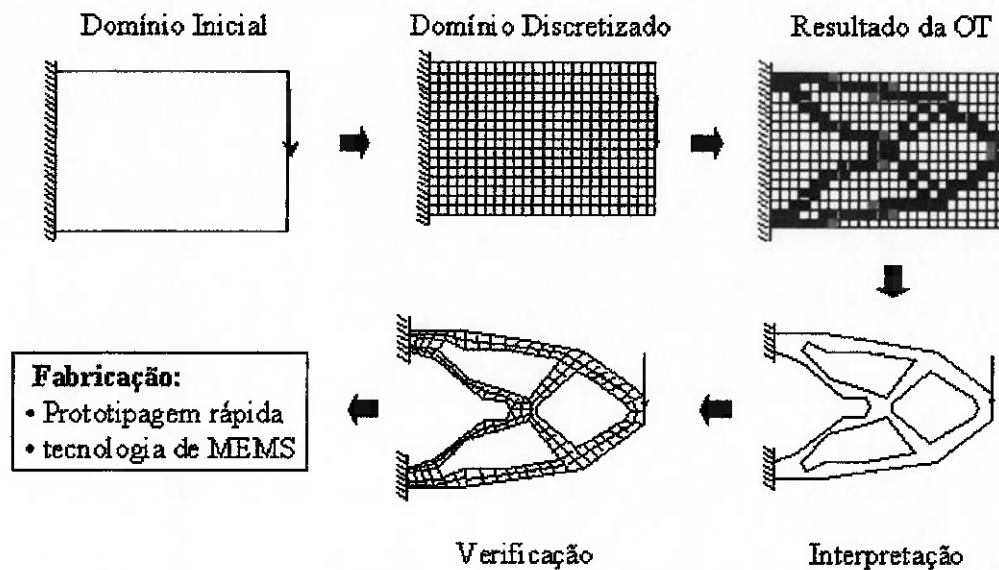 Domínio Inicial
Domínio Discretizado
Resultado da OT
Fabricação:
• Prototipagem rápida
• tecnologia de MEMS
Verificação
Interpretação